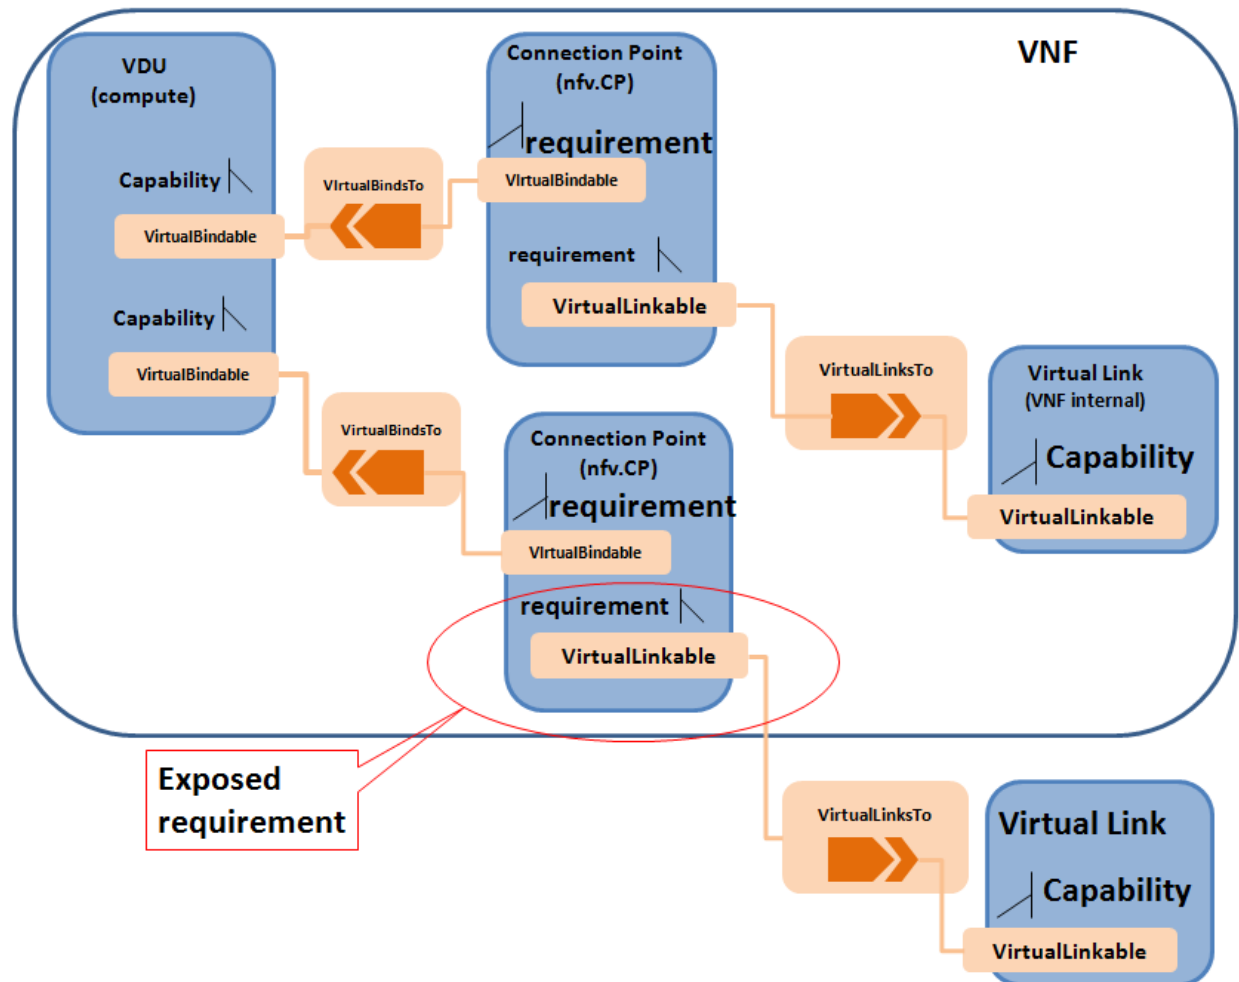 VNF
VDU
(compute)
Capability
VirtualBindable
Capability
VirtualBindable
VIrtualBindsTo
Connection Point
(nfv.CP)
requirement
VIrtualBindable
requirement
VirtualLinkable
VirtualLinksTo
Virtual Link
(VNF internal)
Capability
VirtualLinkable
VirtualBindsTo
Connection Point
(nfv.CP)
requirement
VIrtualBindable
requirement
VirtualLinkable
Exposed
requirement
VirtualLinksTo
Virtual Link
Capability
VirtualLinkable